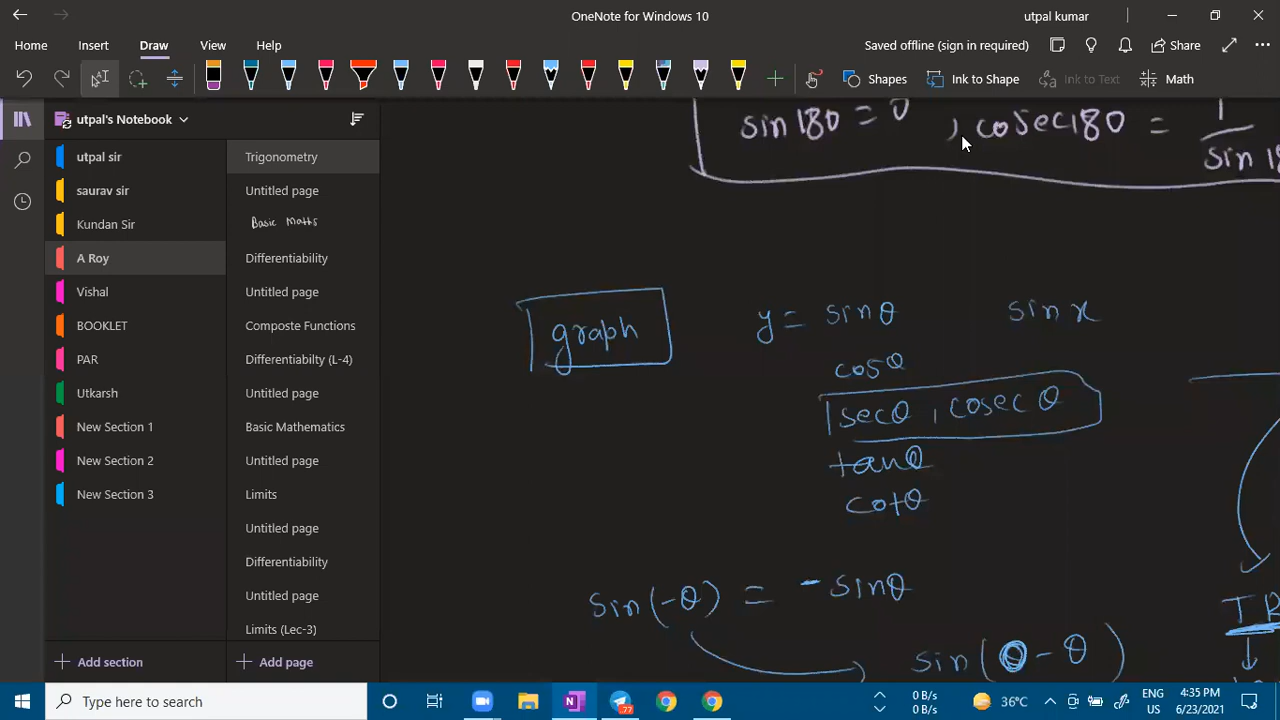 OneNote for Windows 10
utpal kumar
Home Insert Draw View Help
Saved offline (sign in required)
Share
Shapes
Ink to Shape
Ink to Text
Math
utpal's Notebook
utpal sir
saurav sir
Kundan Sir
A Roy
Vishal
BOOKLET
PAR
Utkarsh
New Section 1
New Section 2
New Section 3
Add section
Trigonometry
Untitled page
Basic Maths
Differentiability
Untitled page
Composite Functions
Differentiabilty (L-4)
Untitled page
Basic Mathematics
Untitled page
Limits
Untitled page
Differentiability
Untitled page
Limits (Lec-3)
Add page
sin180 = 0 , cosec180 = 1
sin18
graph
y = sinθ sinx
cosθ
secθ , cosec θ
tanθ
cotθ
sin(-θ) = -sinθ
sin( - θ )
Type here to search
77
0 B/s
0 B/s
36°C
ENG
US
4:35 PM
6/23/2021